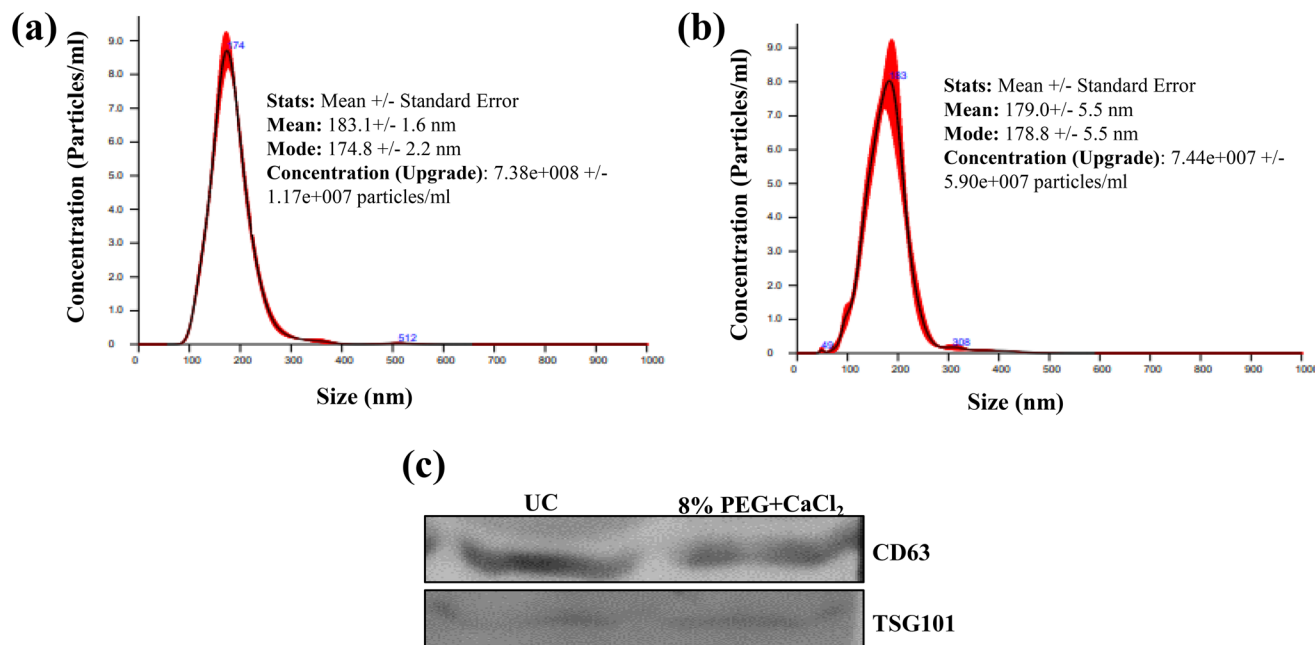 (a)
Concentration (Particles/ml)
9.0
8.0
7.0
6.0
5.0
4.0
3.0
2.0
1.0
0
174
512
Stats: Mean +/- Standard Error
Mean: 183.1+/- 1.6 nm
Mode: 174.8 +/- 2.2 nm
Concentration (Upgrade): 7.38e+008 +/-
1.17e+007 particles/ml
0 100 200 300 400 500 600 700 800 900 1000
Size (nm)
(b)
Concentration (Particles/ml)
9.0
8.0
7.0
6.0
5.0
4.0
3.0
2.0
1.0
0
183
49
308
Stats: Mean +/- Standard Error
Mean: 179.0+/- 5.5 nm
Mode: 178.8 +/- 5.5 nm
Concentration (Upgrade): 7.44e+007 +/-
5.90e+007 particles/ml
0 100 200 300 400 500 600 700 800 900 1000
Size (nm)
(c)
UC 8% PEG+CaCl₂
CD63
TSG101